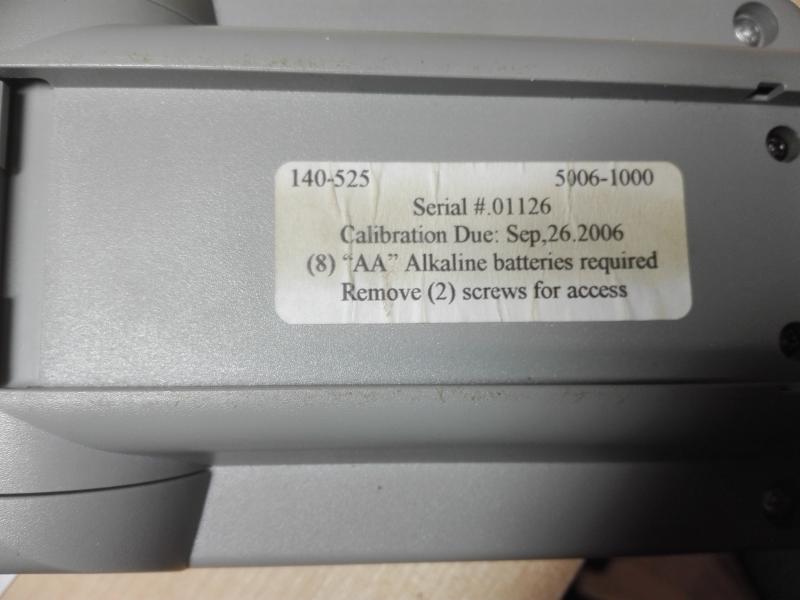 140-525 5006-1000
Serial #.01126
Calibration Due: Sep,26.2006
(8) “AA” Alkaline batteries required
Remove (2) screws for access